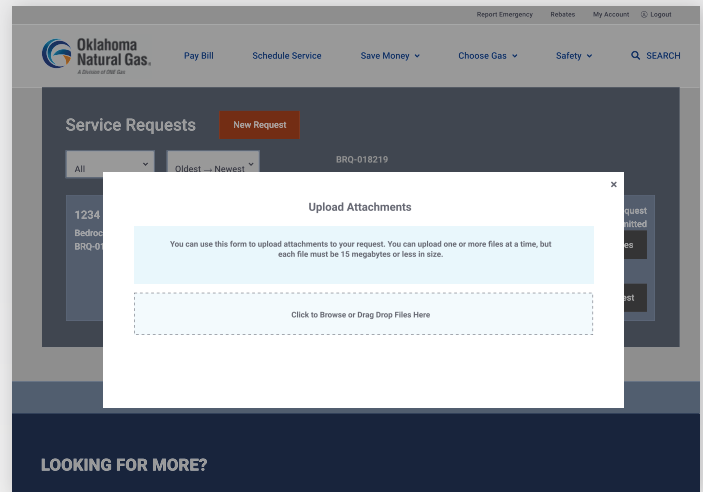 Report Emergency Rebates My Account Logout
Oklahoma
Natural Gas.
A Division of ONE Gas
Pay Bill Schedule Service Save Money Choose Gas Safety SEARCH
Service Requests New Request
BRQ-018219
All Oldest → Newest
×
Upload Attachments
1234
quest
mitted
Bedroc
BRQ-01
es
You can use this form to upload attachments to your request. You can upload one or more files at a time, but
each file must be 15 megabytes or less in size.
est
Click to Browse or Drag Drop Files Here
LOOKING FOR MORE?